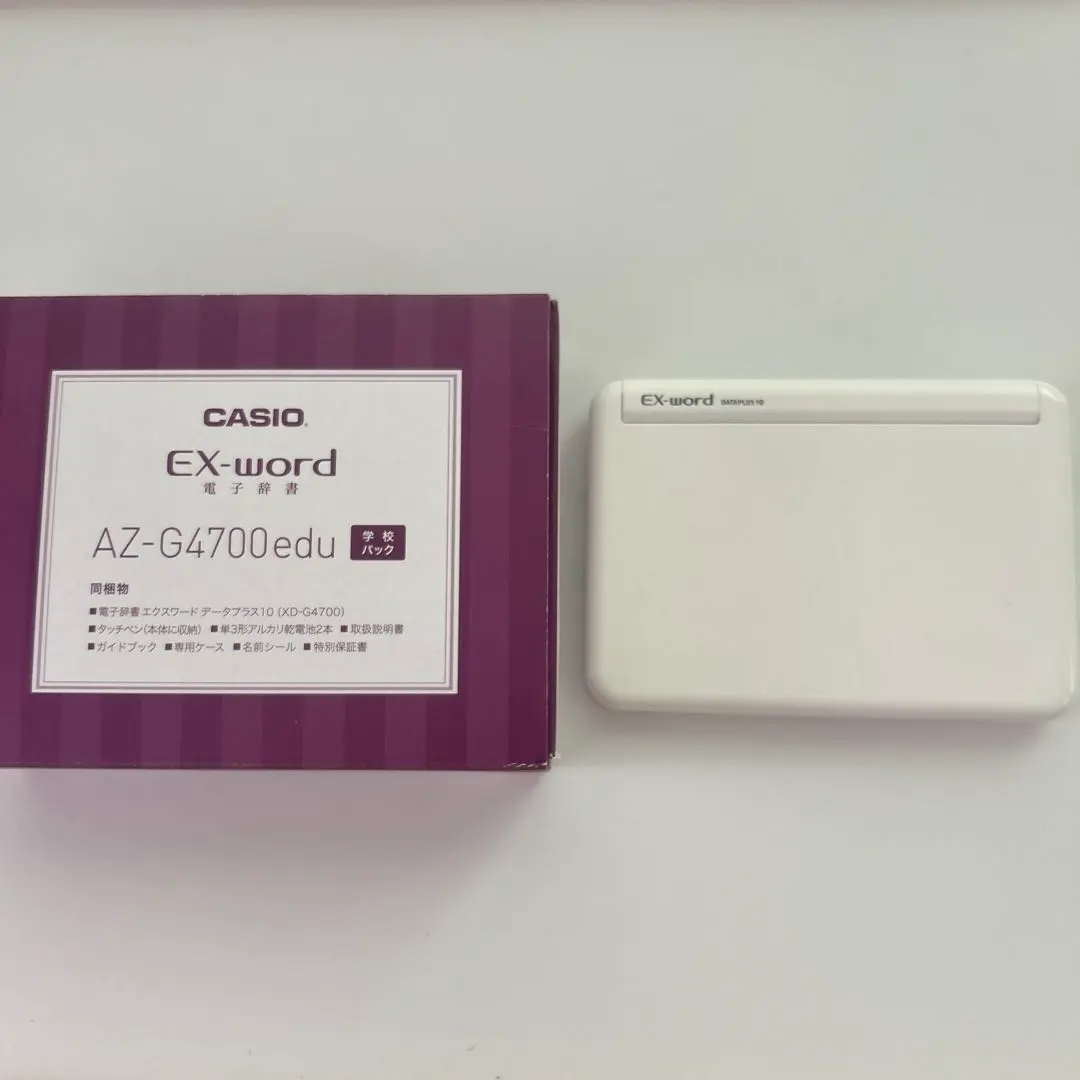 CASIO
EX-word
電子辞書
AZ-G4700edu 学校パック
同梱物
■電子辞書 エクスワード データプラス10 (XD-G4700)
■タッチペン(本体に収納) ■単3形アルカリ乾電池2本 ■取扱説明書
■ガイドブック ■専用ケース ■名前シール ■特別保証書
EX-word DATAPLUS 10